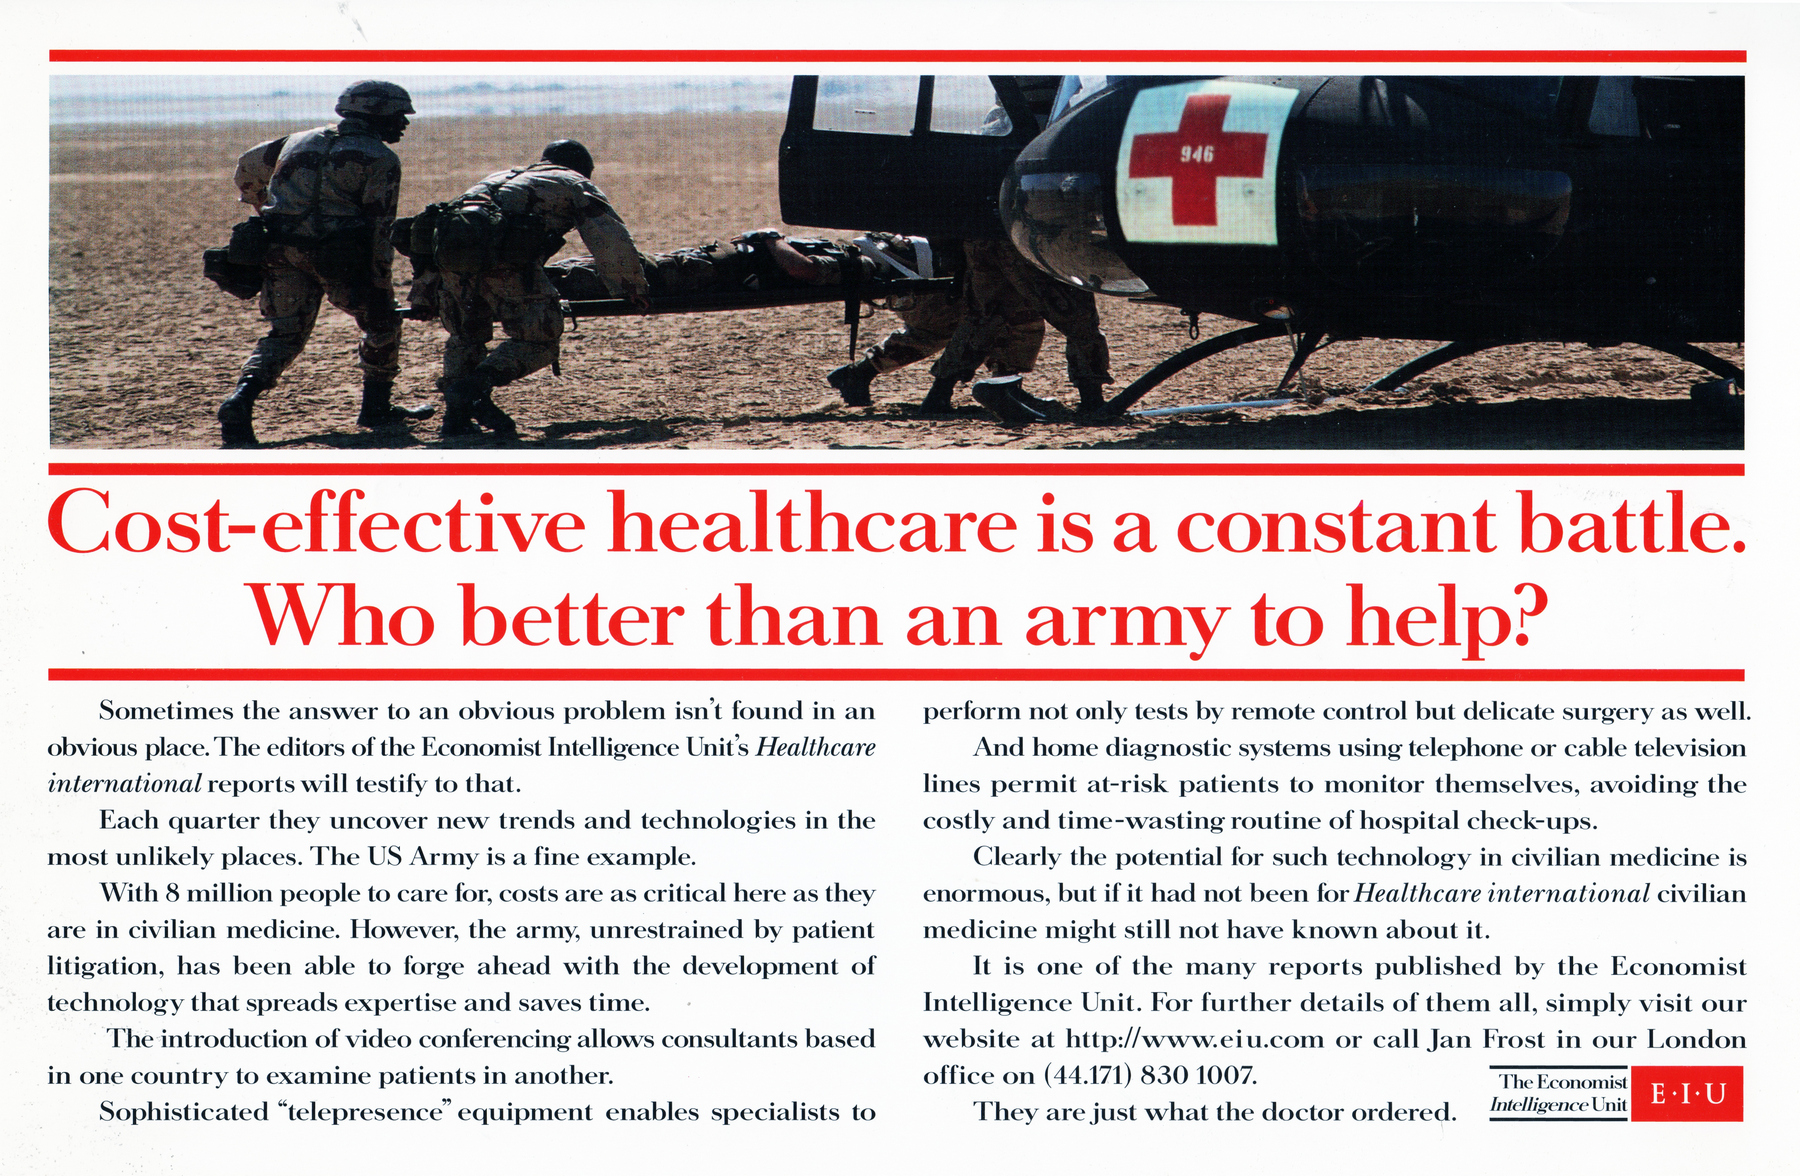 946
Cost-effective healthcare is a constant battle.
Who better than an army to help?
Sometimes the answer to an obvious problem isn't found in an
obvious place. The editors of the Economist Intelligence Unit's Healthcare
international reports will testify to that.
Each quarter they uncover new trends and technologies in the
most unlikely places. The US Army is a fine example.
With 8 million people to care for, costs are as critical here as they
are in civilian medicine. However, the army, unrestrained by patient
litigation, has been able to forge ahead with the development of
technology that spreads expertise and saves time.
The introduction of video conferencing allows consultants based
in one country to examine patients in another.
Sophisticated “telepresence” equipment enables specialists to
perform not only tests by remote control but delicate surgery as well.
And home diagnostic systems using telephone or cable television
lines permit at-risk patients to monitor themselves, avoiding the
costly and time-wasting routine of hospital check-ups.
Clearly the potential for such technology in civilian medicine is
enormous, but if it had not been for Healthcare international civilian
medicine might still not have known about it.
It is one of the many reports published by the Economist
Intelligence Unit. For further details of them all, simply visit our
website at http://www.eiu.com or call Jan Frost in our London
office on (44.171) 830 1007.
They are just what the doctor ordered.
The Economist
Intelligence Unit
E·I·U